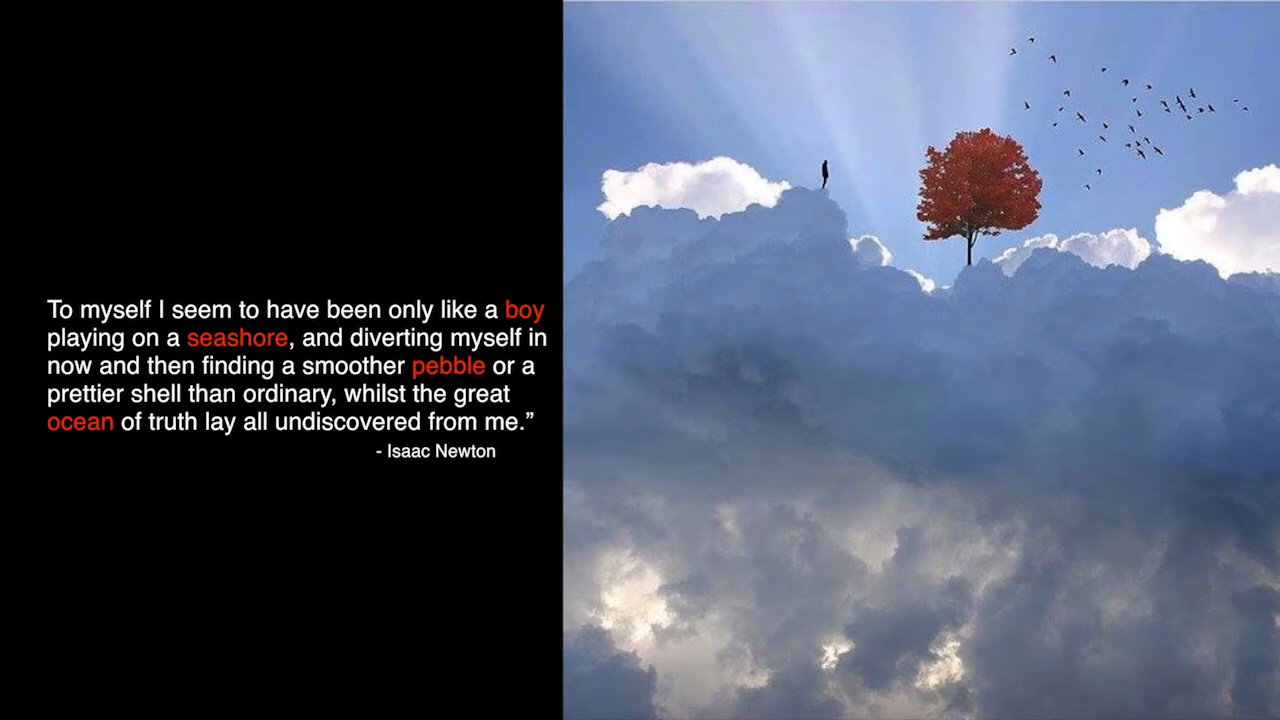 To myself I seem to have been only like a boy
playing on a seashore, and diverting myself in
now and then finding a smoother pebble or a
prettier shell than ordinary, whilst the great
ocean of truth lay all undiscovered from me.”
- Isaac Newton